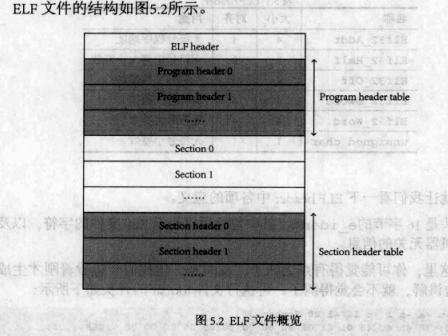 ELF 文件的结构如图5.2所示。
ELF header
Program header 0
Program header 1
……
Program header table
Section 0
Section 1
……
Section header 0
Section header 1
……
Section header table
图 5.2 ELF 文件概览